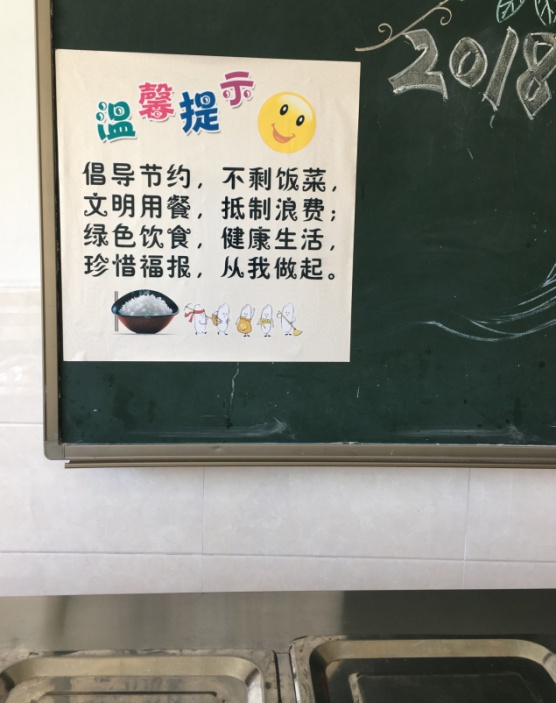 温馨提示
倡导节约，不剩饭菜，
文明用餐，抵制浪费；
绿色饮食，健康生活，
珍惜福报，从我做起。
2018